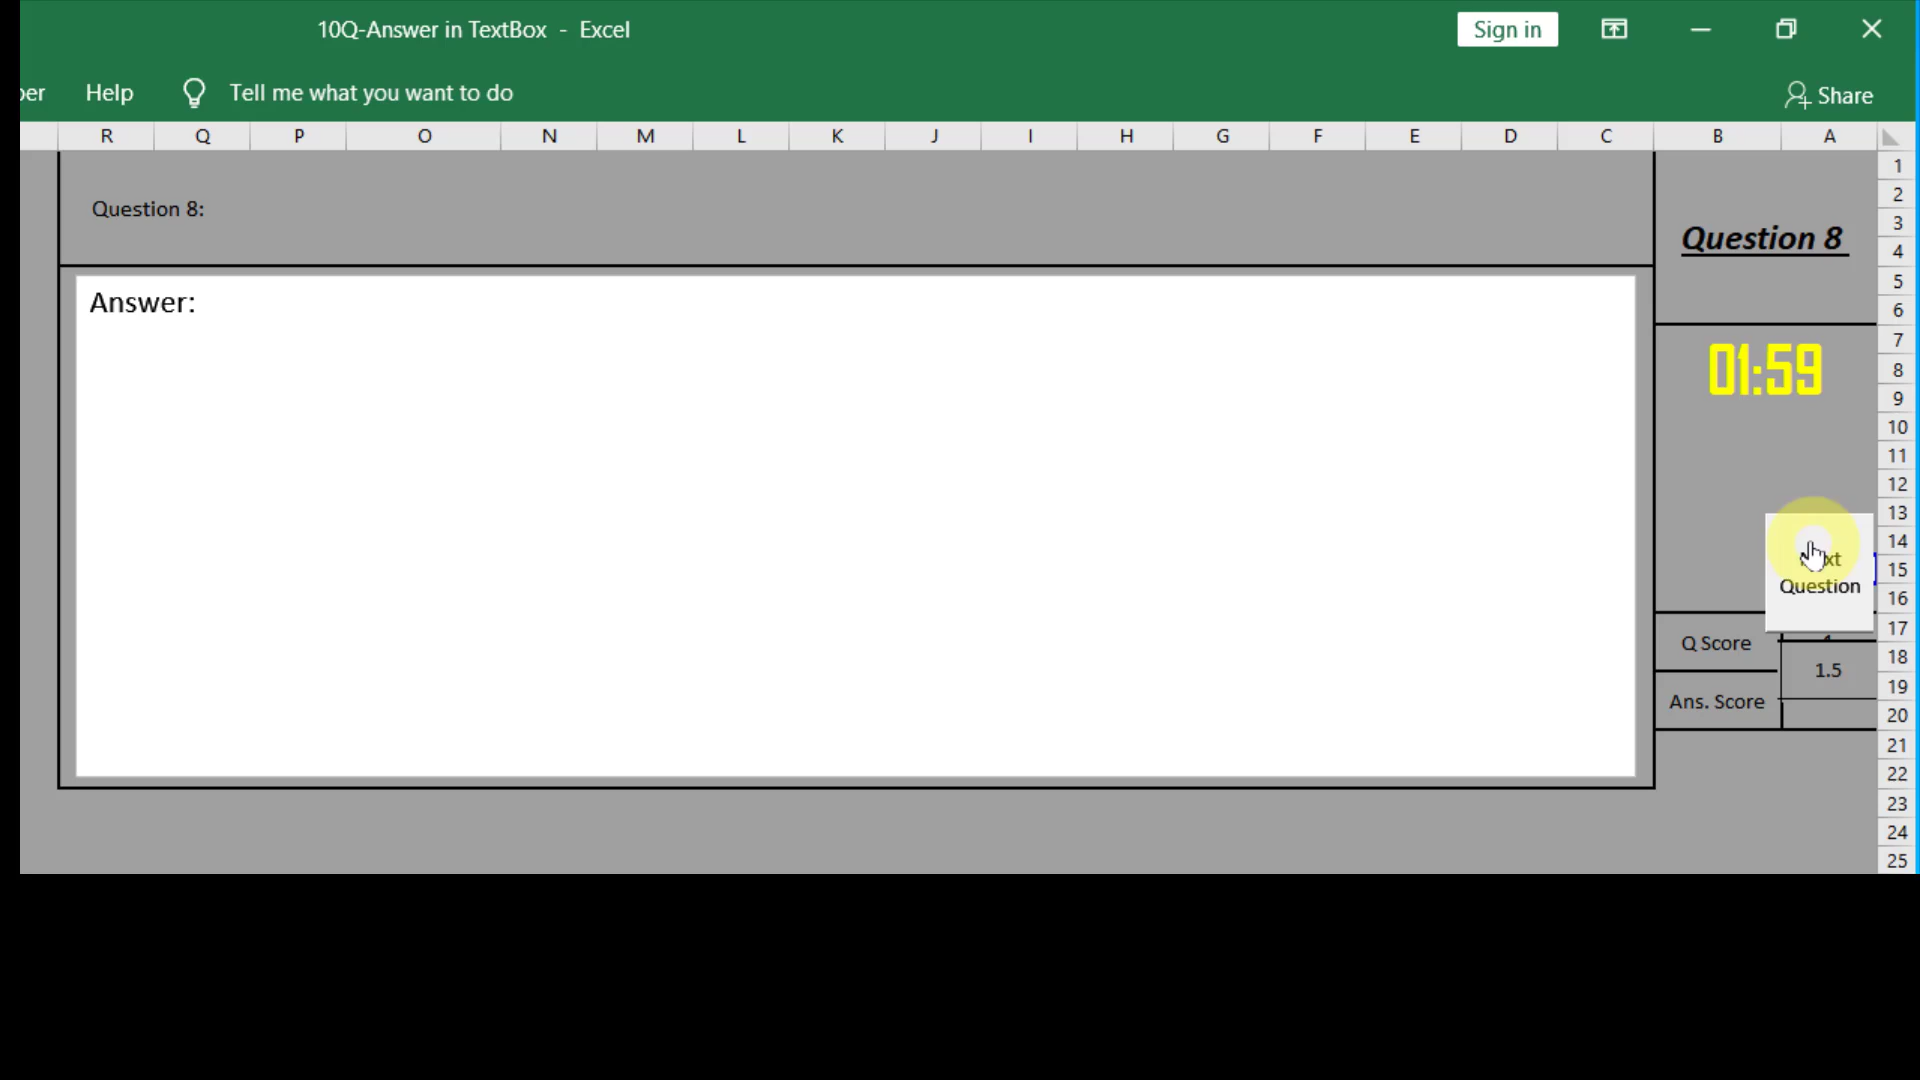 10Q-Answer in TextBox - Excel
Sign in
Help
Tell me what you want to do
Share
R Q P O N M L K J I H G F E D C B A
1
2
3
4
5
6
7
8
9
10
11
12
13
14
15
16
17
18
19
20
21
22
23
24
25
Question 8:
Answer:
Question 8
01:59
Question
Q Score
1.5
Ans. Score